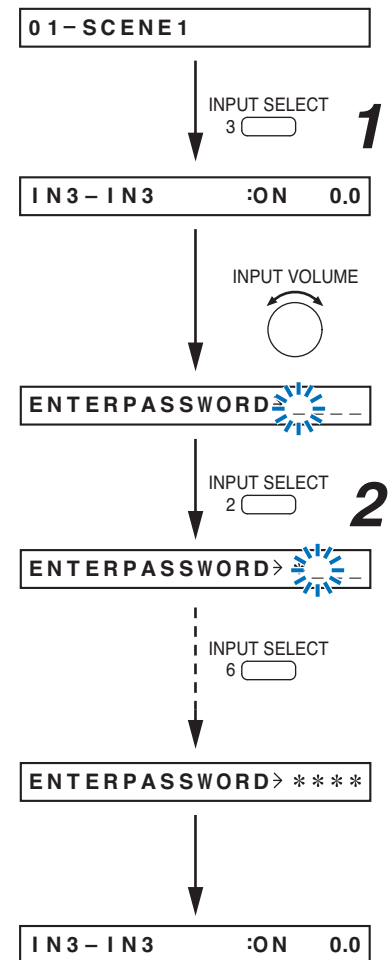 01-SCENE1
INPUT SELECT
3
1
IN3-IN3 :ON 0.0
INPUT VOLUME
ENTERPASSWORD> _ _ _ _
INPUT SELECT
2
2
ENTERPASSWORD> * _ _ _
INPUT SELECT
6
ENTERPASSWORD> * * * *
IN3-IN3 :ON 0.0